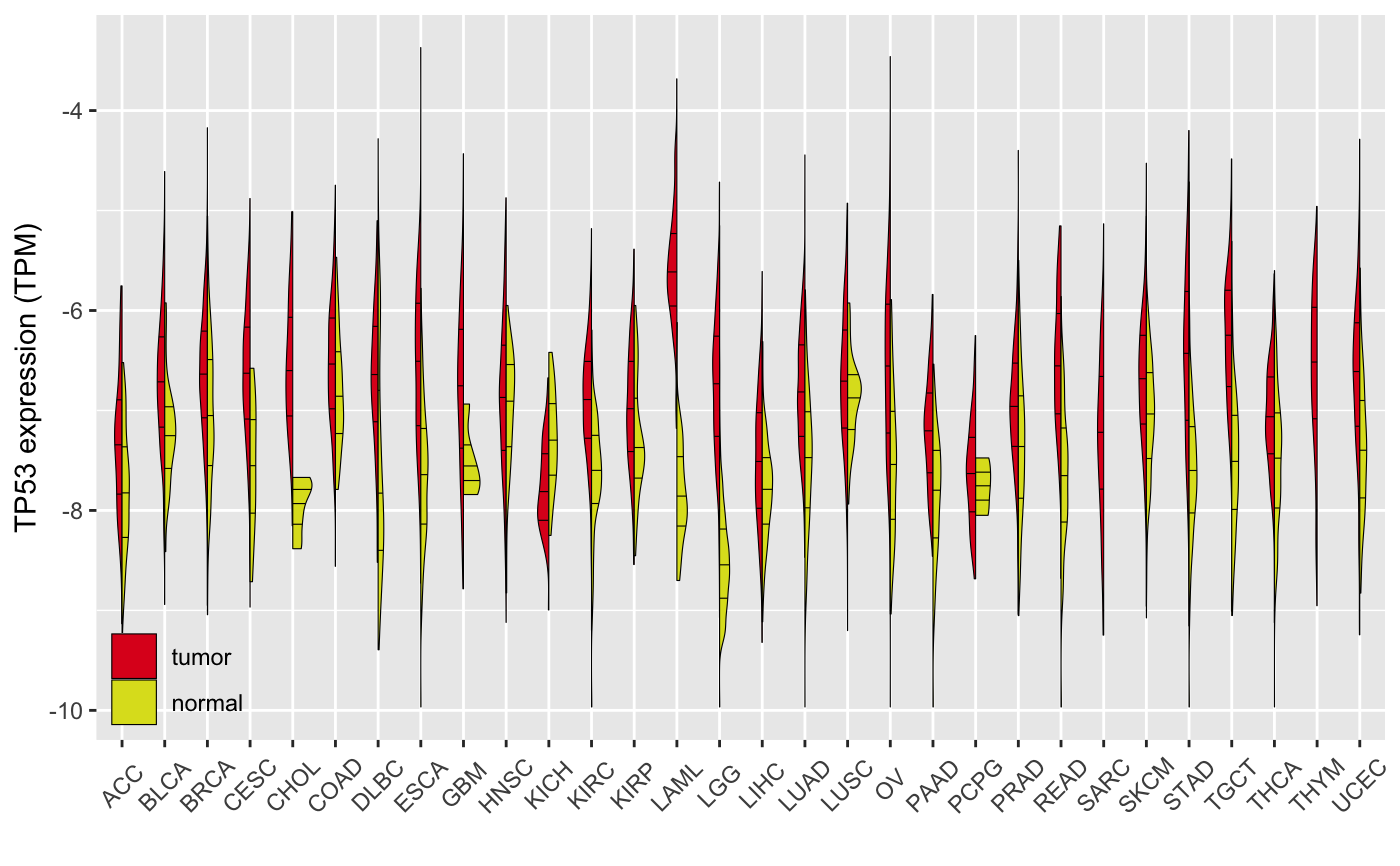 TP53 expression (TPM)
-4
-6
-8
-10
tumor
normal
ACC
BLCA
BRCA
CESC
CHOL
COAD
DLBC
ESCA
GBM
HNSC
KICH
KIRC
KIRP
LAML
LGG
LIHC
LUAD
LUSC
OV
PAAD
PCPG
PRAD
READ
SARC
SKCM
STAD
TGCT
THCA
THYM
UCEC